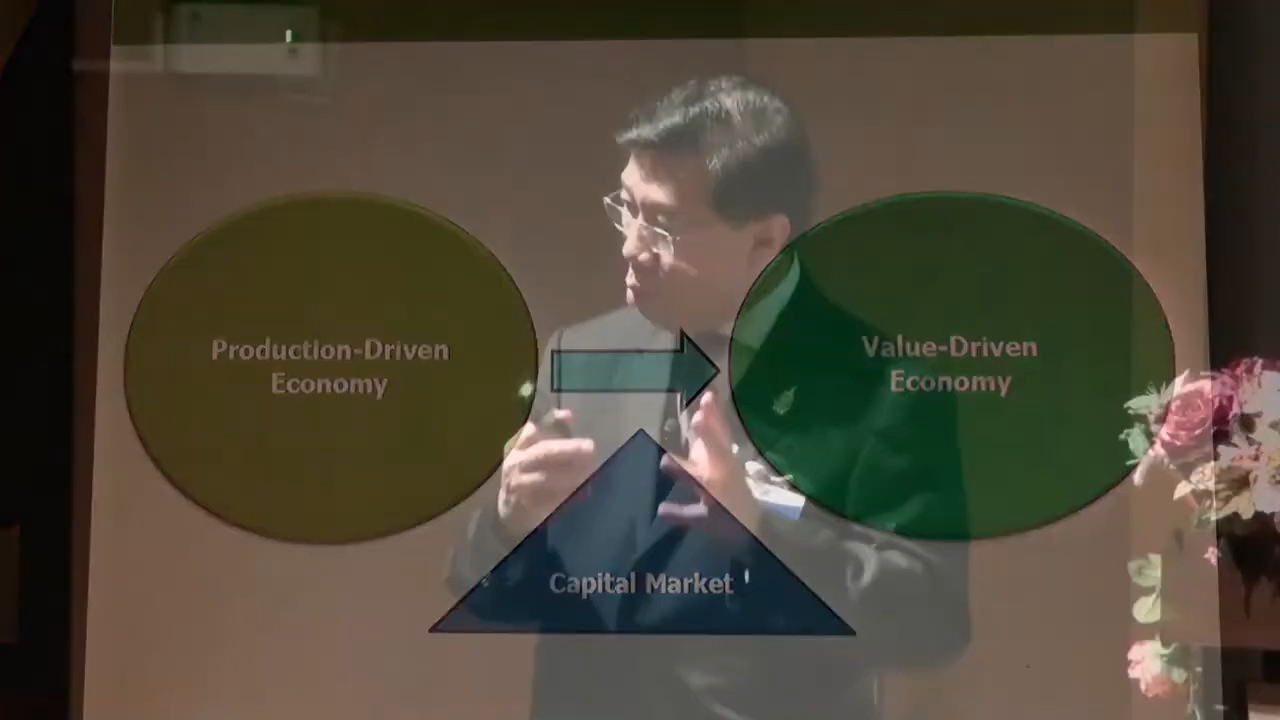 Production-Driven
Economy
Value-Driven
Economy
Capital Market